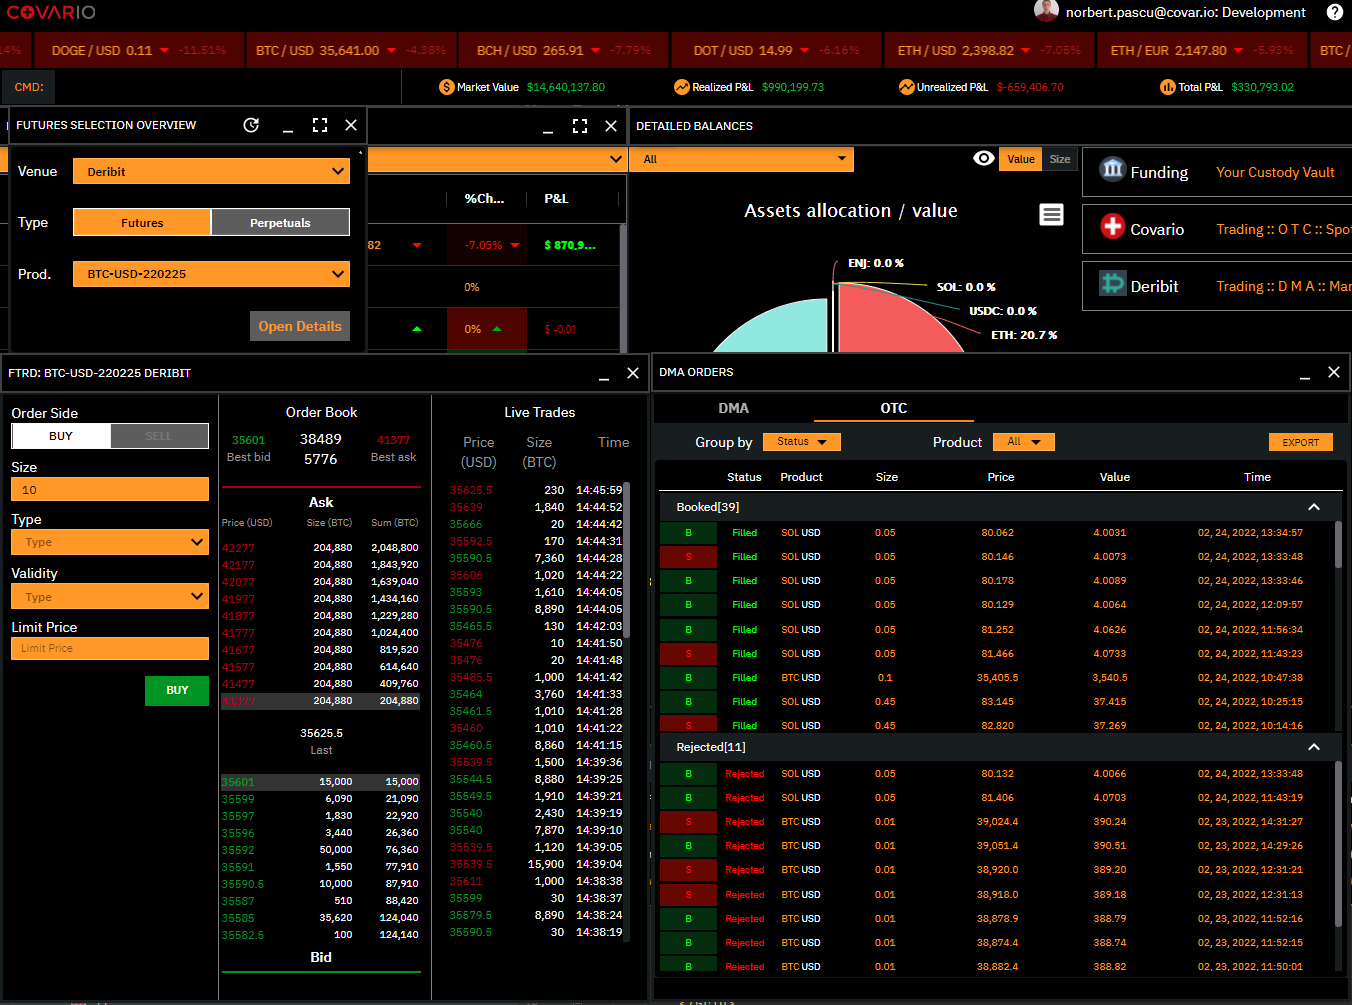 COVARIO
norbert.pascu@covar.io: Development
14%
DOGE / USD 0.11 -11.51%
BTC / USD 35,641.00 -4.38%
BCH / USD 265.91 -7.79%
DOT / USD 14.99 -6.16%
ETH / USD 2,398.82 -7.05%
ETH / EUR 2,147.80 -5.93%
BTC /
CMD:
Market Value $14,640,137.80
Realized P&L $990,199.73
Unrealized P&L $-659,406.70
Total P&L $330,793.02
FUTURES SELECTION OVERVIEW
Venue Deribit
Type Futures Perpetuals
Prod. BTC-USD-220225
Open Details
%Ch... P&L
82 -7.05% $ 870,9...
0%
0% $ -0.01
DETAILED BALANCES
All
Value Size
Assets allocation / value
ENJ: 0.0 %
SOL: 0.0 %
USDC: 0.0 %
ETH: 20.7 %
Funding Your Custody Vault
Covario Trading :: O T C :: Spo
Deribit Trading :: D M A :: Mar
FTRD: BTC-USD-220225 DERIBIT
Order Side
BUY SELL
Size
10
Type
Type
Validity
Type
Limit Price
Limit Price
BUY
Order Book
35601 38489 41377
Best bid 5776 Best ask
Ask
Price (USD) Size (BTC) Sum (BTC)
42277 204,880 2,048,800
42177 204,880 1,843,920
42077 204,880 1,639,040
41977 204,880 1,434,160
41877 204,880 1,229,280
41777 204,880 1,024,400
41677 204,880 819,520
41577 204,880 614,640
41477 204,880 409,760
41377 204,880 204,880
35625.5
Last
35601 15,000 15,000
35599 6,090 21,090
35597 1,830 22,920
35596 3,440 26,360
35592 50,000 76,360
35591 1,550 77,910
35590.5 10,000 87,910
35587 510 88,420
35585 35,620 124,040
35582.5 100 124,140
Bid
Live Trades
Price (USD) Size (BTC) Time
35625.5 230 14:45:59
35639 1,840 14:44:52
35666 20 14:44:42
35592.5 170 14:44:31
35590.5 7,360 14:44:28
35606 1,020 14:44:22
35593 1,610 14:44:05
35590.5 8,890 14:44:05
35465.5 130 14:42:03
35476 10 14:41:50
35476 20 14:41:48
35485.5 1,000 14:41:42
35464 3,760 14:41:33
35461.5 1,010 14:41:28
35460 1,010 14:41:22
35460.5 8,860 14:41:15
35539.5 1,500 14:39:36
35544.5 8,880 14:39:25
35549.5 1,910 14:39:21
35540 2,430 14:39:19
35540 7,870 14:39:10
35539.5 1,120 14:39:05
35539.5 15,900 14:39:04
35611 1,000 14:38:38
35599 30 14:38:37
35579.5 8,890 14:38:24
35590.5 30 14:38:19
DMA ORDERS
DMA OTC
Group by Status Product All EXPORT
Status Product Size Price Value Time
Booked[39]
B Filled SOL USD 0.05 80.062 4.0031 02, 24, 2022, 13:34:57
S Filled SOL USD 0.05 80.146 4.0073 02, 24, 2022, 13:33:48
B Filled SOL USD 0.05 80.178 4.0089 02, 24, 2022, 13:33:46
B Filled SOL USD 0.05 80.129 4.0064 02, 24, 2022, 12:09:57
B Filled SOL USD 0.05 81.252 4.0626 02, 24, 2022, 11:56:34
S Filled SOL USD 0.05 81.466 4.0733 02, 24, 2022, 11:43:23
B Filled BTC USD 0.1 35,405.5 3,540.5 02, 24, 2022, 10:47:38
B Filled SOL USD 0.45 83.145 37.415 02, 24, 2022, 10:25:15
S Filled SOL USD 0.45 82.820 37.269 02, 24, 2022, 10:14:16
Rejected[11]
B Rejected SOL USD 0.05 80.132 4.0066 02, 24, 2022, 13:33:48
B Rejected SOL USD 0.05 81.406 4.0703 02, 24, 2022, 11:43:19
S Rejected BTC USD 0.01 39,024.4 390.24 02, 23, 2022, 14:31:27
B Rejected BTC USD 0.01 39,051.4 390.51 02, 23, 2022, 14:29:26
S Rejected BTC USD 0.01 38,920.0 389.20 02, 23, 2022, 12:31:21
S Rejected BTC USD 0.01 38,918.0 389.18 02, 23, 2022, 12:31:13
B Rejected BTC USD 0.01 38,878.9 388.79 02, 23, 2022, 11:52:16
B Rejected BTC USD 0.01 38,874.4 388.74 02, 23, 2022, 11:52:15
B Rejected BTC USD 0.01 38,882.4 388.82 02, 23, 2022, 11:50:01